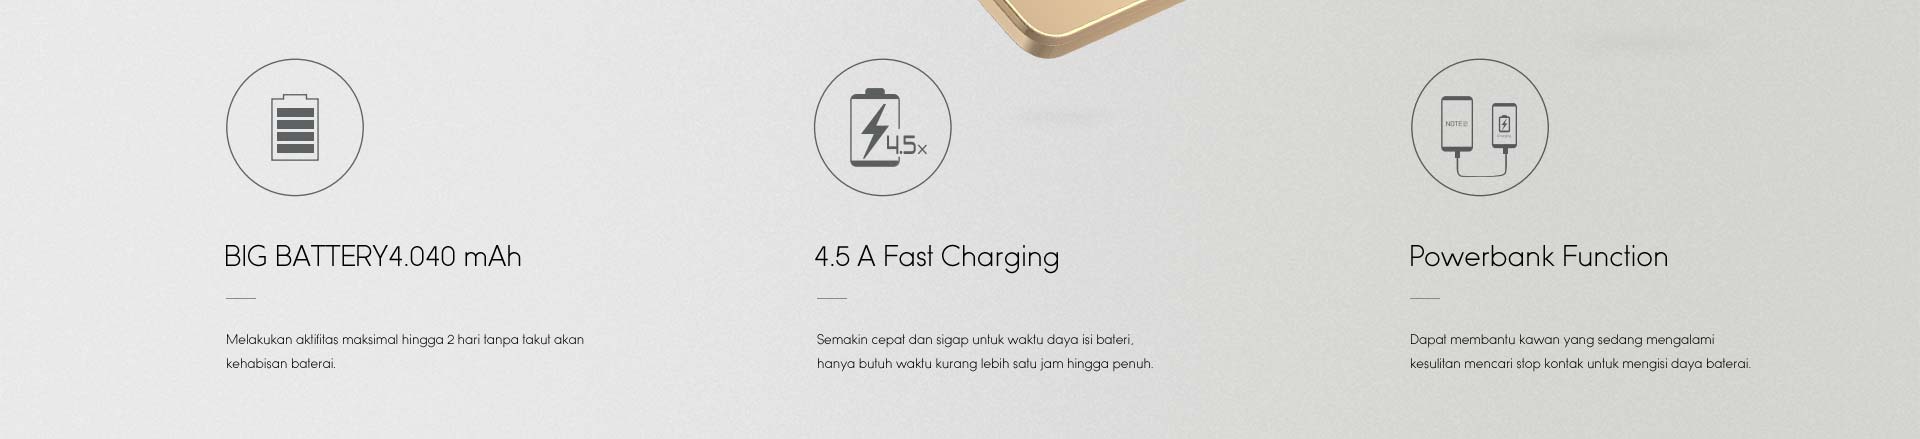 4.5x
NOTE
BIG BATTERY4.040 mAh
Melakukan aktifitas maksimal hingga 2 hari tanpa takut akan
kehabisan baterai.
4.5 A Fast Charging
Semakin cepat dan sigap untuk waktu daya isi bateri,
hanya butuh waktu kurang lebih satu jam hingga penuh.
Powerbank Function
Dapat membantu kawan yang sedang mengalami
kesulitan mencari stop kontak untuk mengisi daya baterai.